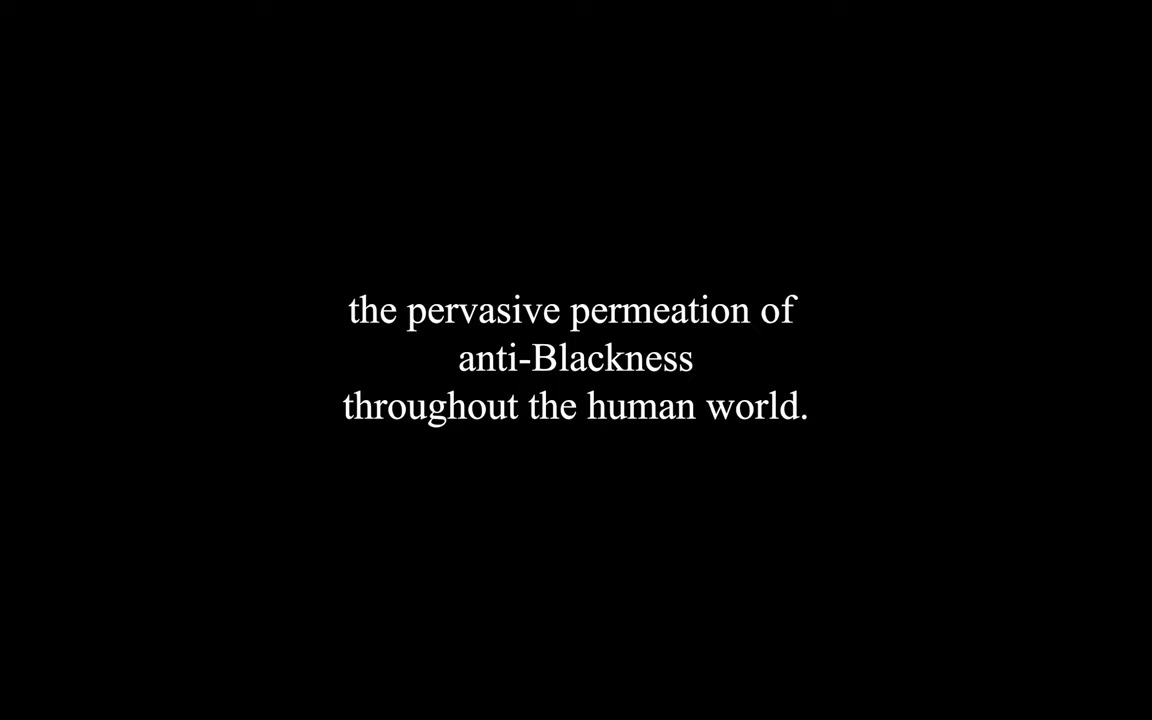 the pervasive permeation of
anti-Blackness
throughout the human world.